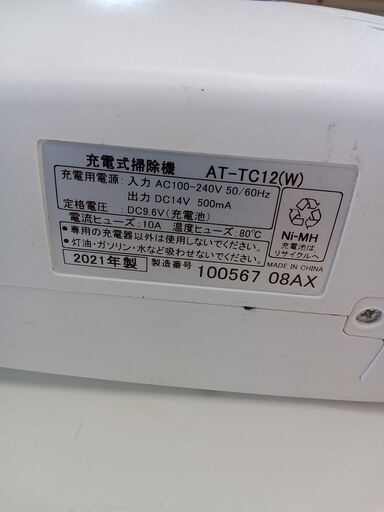 充電式掃除機 AT-TC12(W)
充電用電源：入力 AC100-240V 50/60Hz
出力 DC14V 500mA
定格電圧：DC9.6V(充電池)
電流ヒューズ：10A 温度ヒューズ：80℃
●専用の充電器以外は使用しないでください。
●灯油・ガソリン・水など吸わせないでください。
2021年製 製造番号 100567 08AX
Ni-MH
充電池は
リサイクルへ
MADE IN CHINA